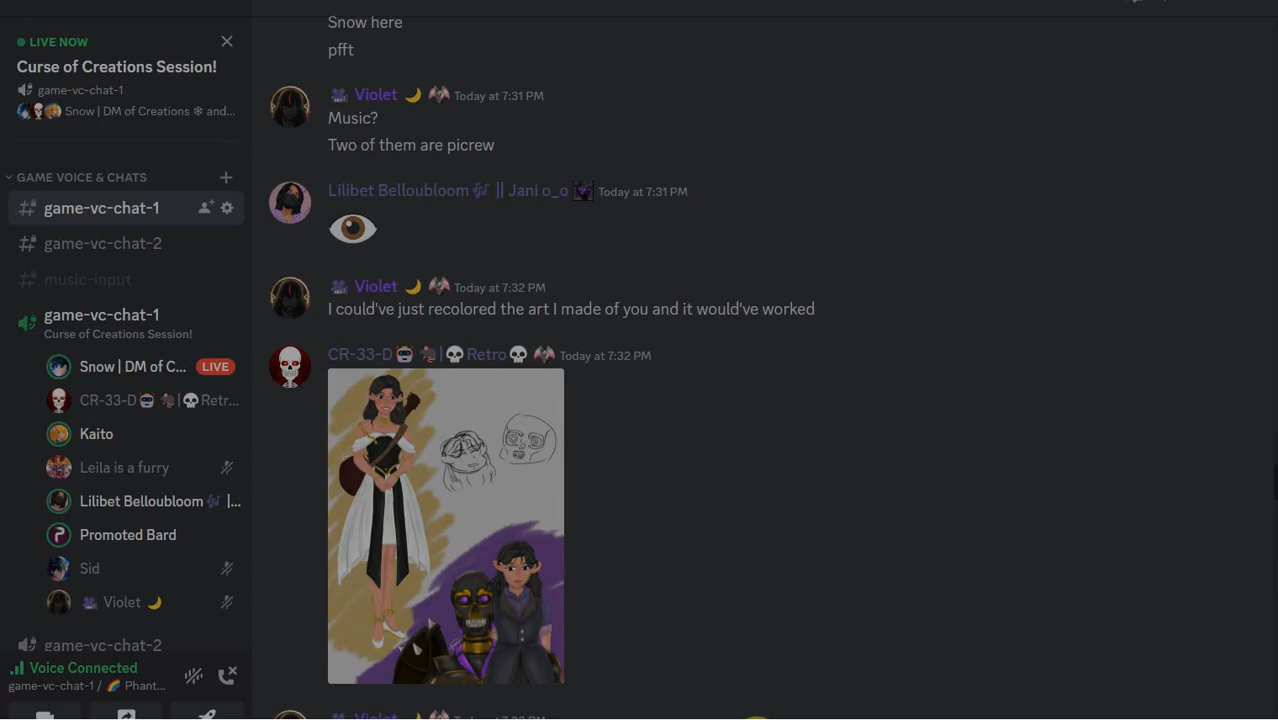 LIVE NOW
Curse of Creations Session!
game-vc-chat-1
Snow | DM of Creations ❄ and...
GAME VOICE & CHATS
game-vc-chat-1
game-vc-chat-2
music-input
game-vc-chat-1
Curse of Creations Session!
Snow | DM of C... LIVE
CR-33-D | Retr...
Kaito
Leila is a furry
Lilibet Belloubloom |...
Promoted Bard
Sid
Violet
game-vc-chat-2
Voice Connected
game-vc-chat-1 / Phant...
Snow here
pfft
Violet Today at 7:31 PM
Music?
Two of them are picrew
Lilibet Belloubloom || Jani o_o Today at 7:31 PM
Violet Today at 7:32 PM
I could've just recolored the art I made of you and it would've worked
CR-33-D | Retro Today at 7:32 PM